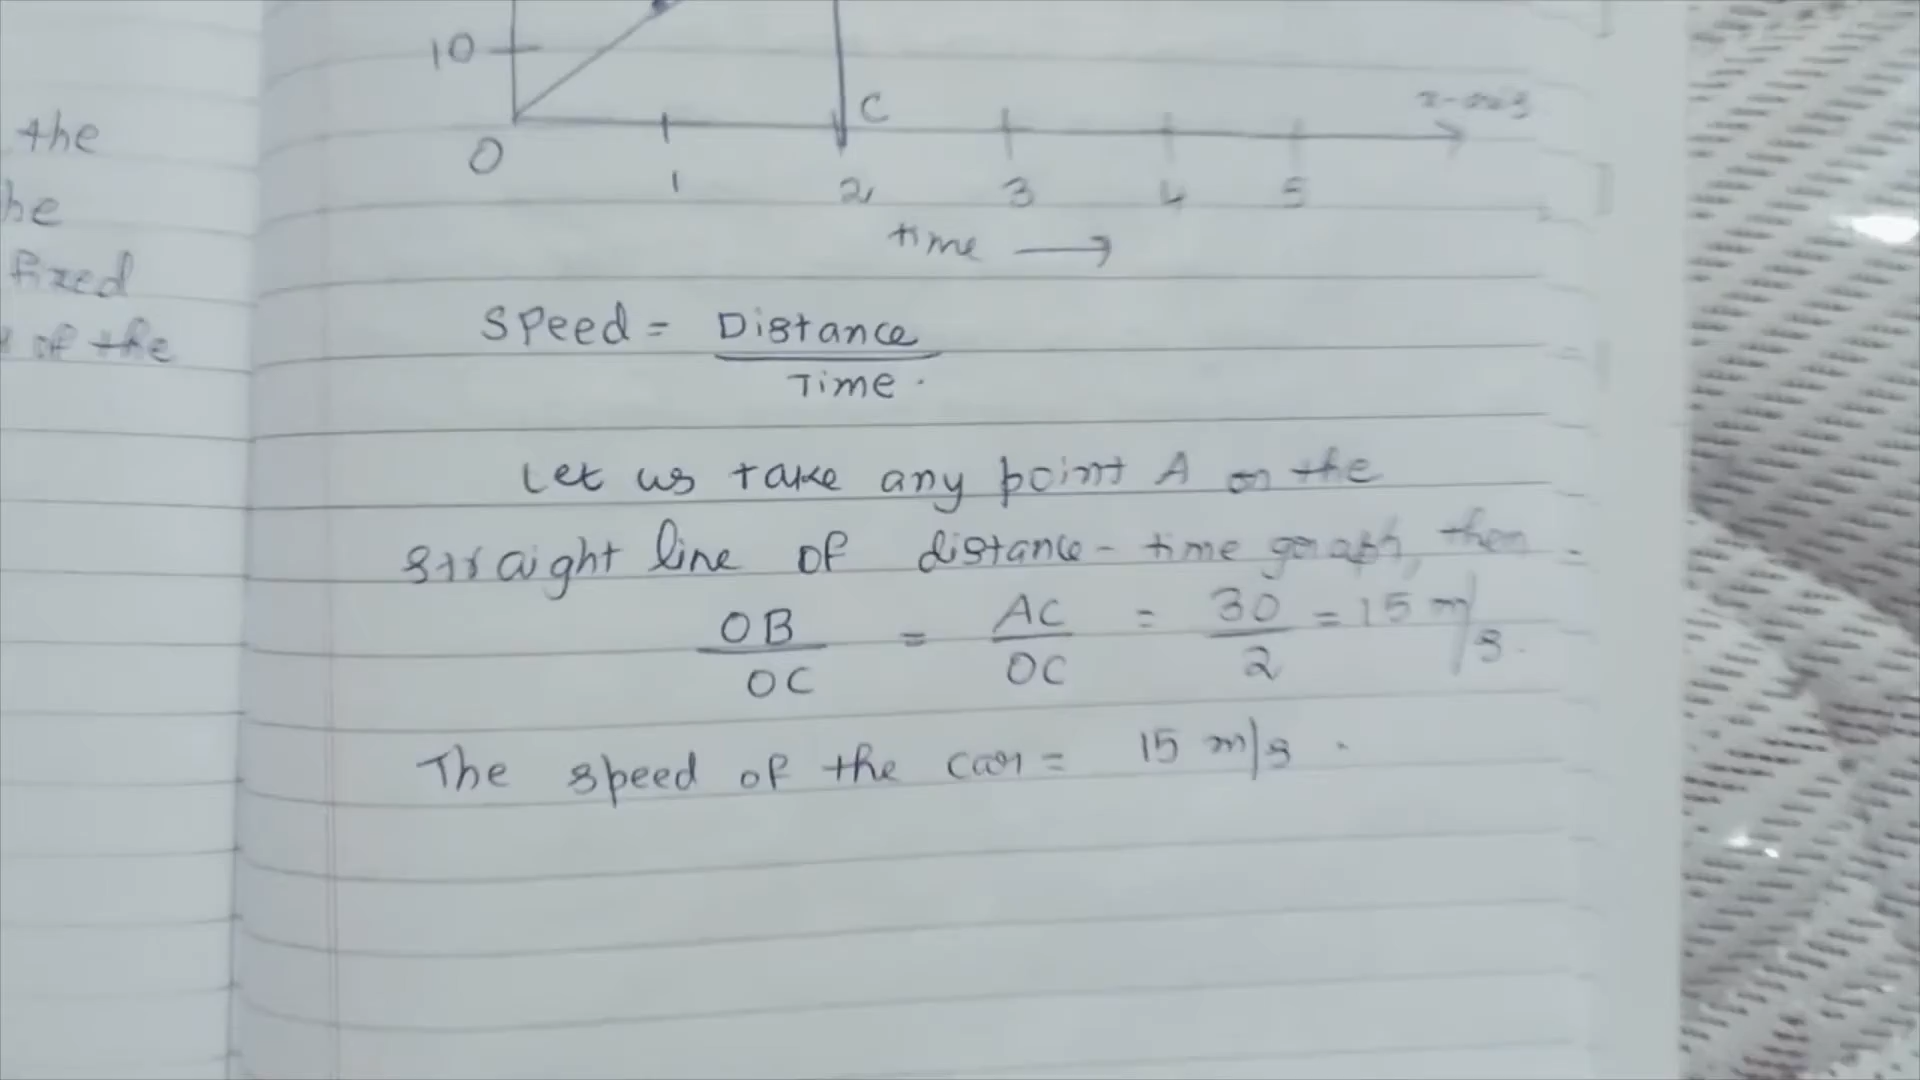 the
he
fixed
of the
10
C
x-axis
O
1 2 3 4 5
time →
Speed = Distance
Time.
Let us take any point A on the
straight line of distance - time graph, then
OB/OC = AC/OC = 30/2 = 15 m/s.
The speed of the car = 15 m/s.